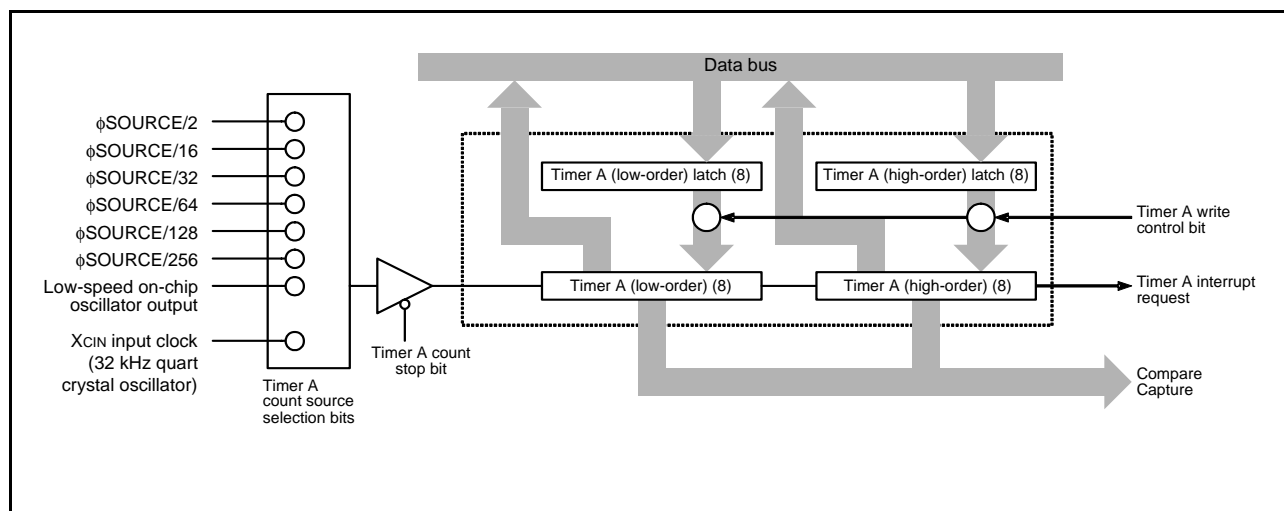 Data bus
φSOURCE/2
φSOURCE/16
φSOURCE/32
φSOURCE/64
φSOURCE/128
φSOURCE/256
Low-speed on-chip
oscillator output
XCIN input clock
(32 kHz quart
crystal oscillator)
Timer A
count source
selection bits
Timer A count
stop bit
Timer A (low-order) latch (8)
Timer A (high-order) latch (8)
Timer A write
control bit
Timer A (low-order) (8)
Timer A (high-order) (8)
Timer A interrupt
request
Compare
Capture